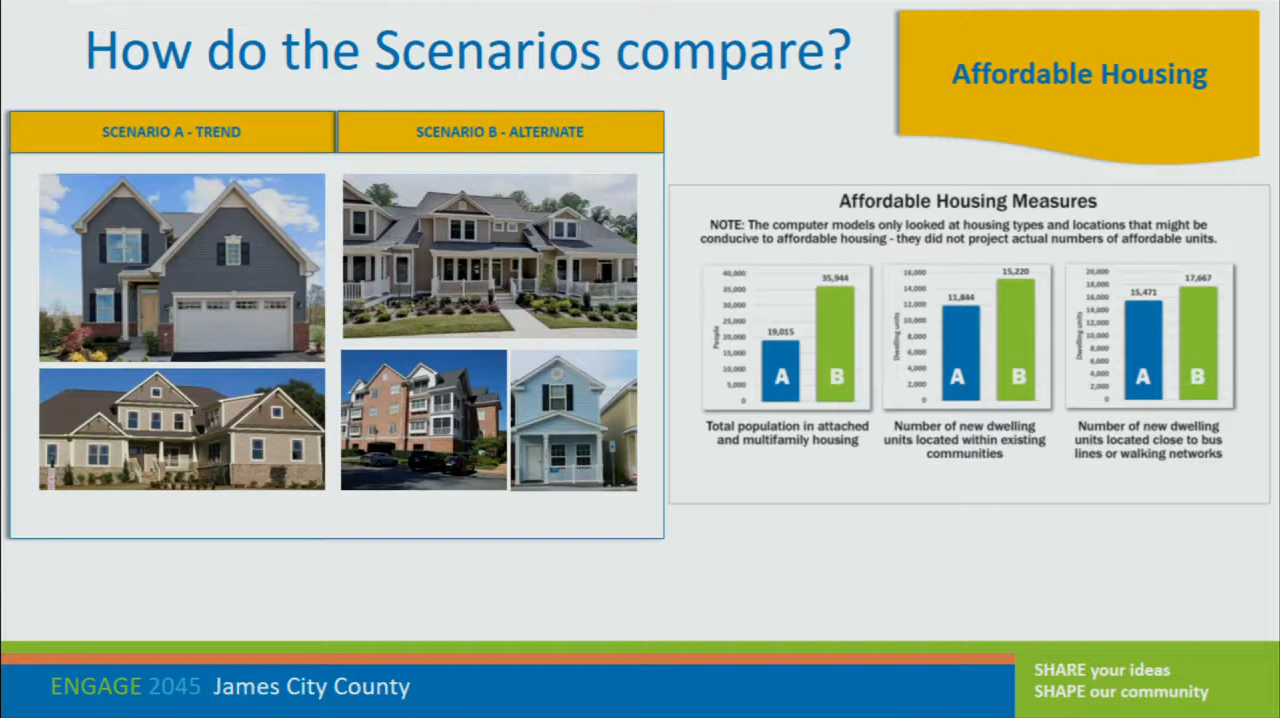 How do the Scenarios compare?
Affordable Housing
SCENARIO A - TREND
SCENARIO B - ALTERNATE
Affordable Housing Measures
NOTE: The computer models only looked at housing types and locations that might be
conducive to affordable housing - they did not project actual numbers of affordable units.
40,000
35,000
30,000
25,000
20,000
15,000
10,000
5,000
0
People
19,015
35,944
A
B
Total population in attached
and multifamily housing
16,000
14,000
12,000
10,000
8,000
6,000
4,000
2,000
0
Dwelling units
11,844
15,220
A
B
Number of new dwelling
units located within existing
communities
20,000
18,000
16,000
14,000
12,000
10,000
8,000
6,000
4,000
2,000
0
Dwelling units
15,471
17,667
A
B
Number of new dwelling
units located close to bus
lines or walking networks
ENGAGE 2045 James City County
SHARE your ideas
SHAPE our community